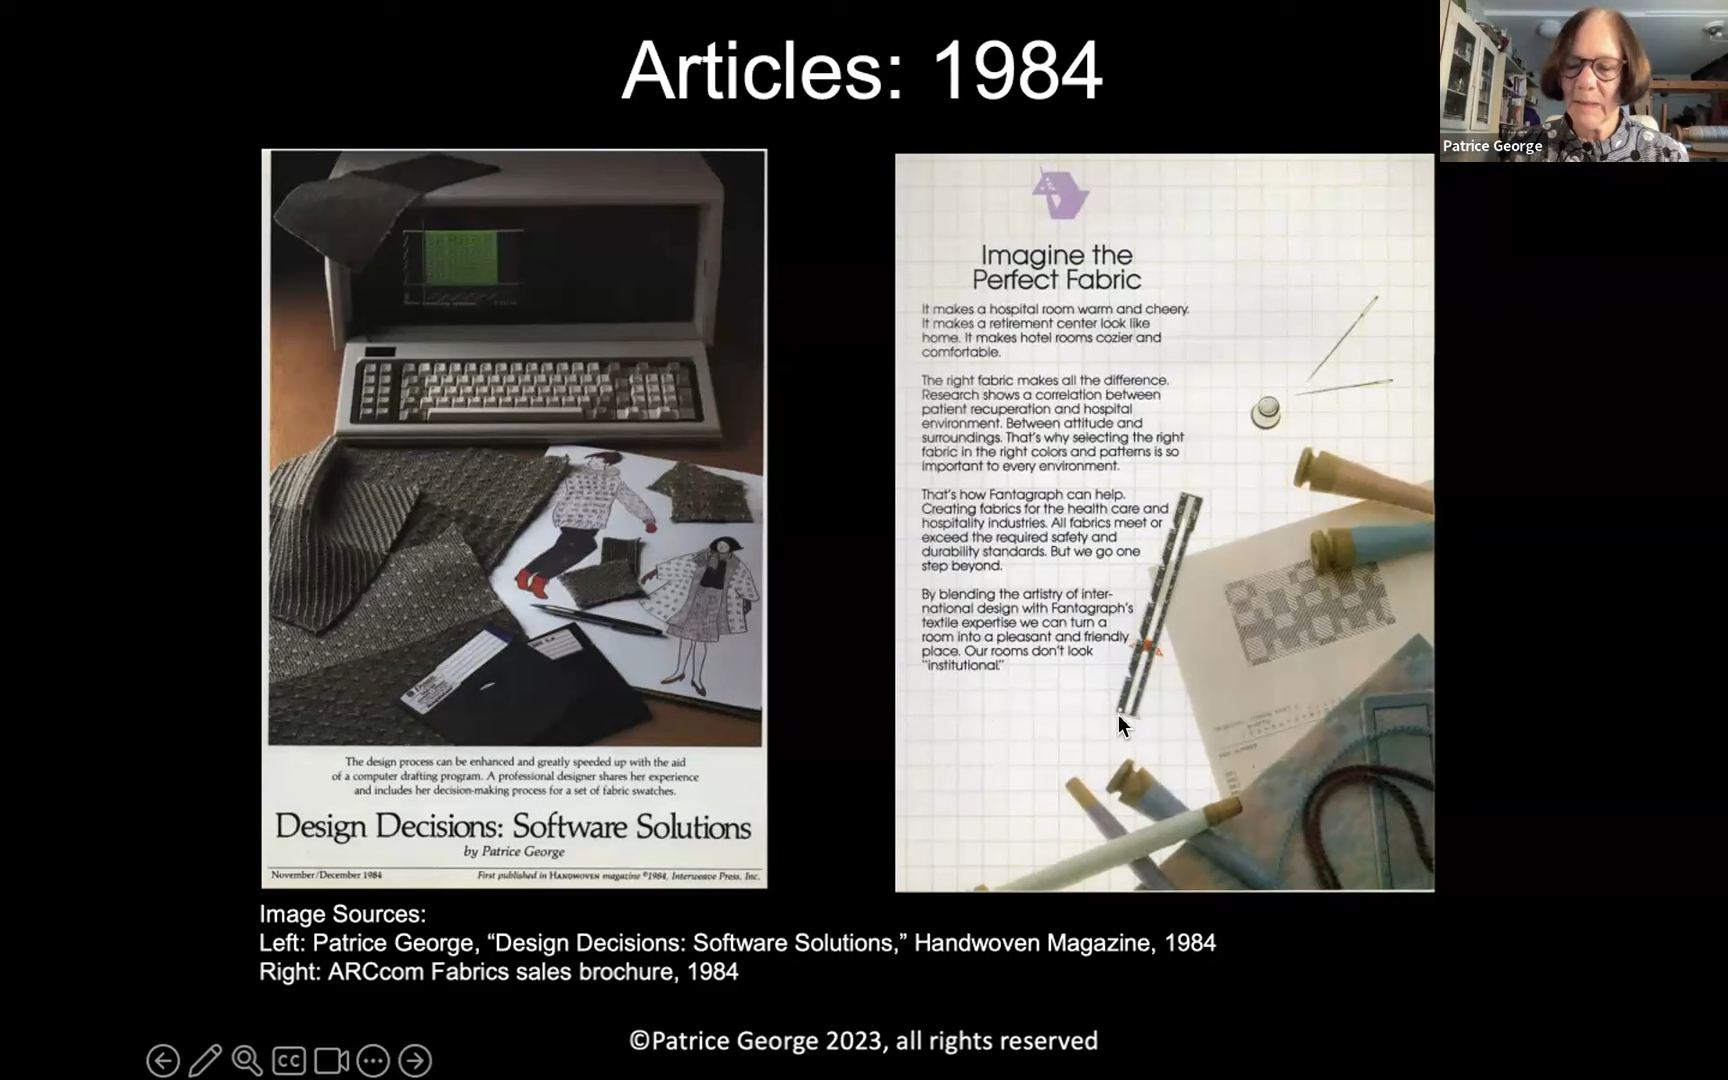 Articles: 1984
Patrice George
The design process can be enhanced and greatly speeded up with the aid
of a computer drafting program. A professional designer shares her experience
and includes her decision-making process for a set of fabric swatches.
Design Decisions: Software Solutions
by Patrice George
November/December 1984
First published in HANDWOVEN magazine ©1984, Interweave Press, Inc.
Imagine the
Perfect Fabric
It makes a hospital room warm and cheery.
It makes a retirement center look like
home. It makes hotel rooms cozier and
comfortable.
The right fabric makes all the difference.
Research shows a correlation between
patient recuperation and hospital
environment. Between attitude and
surroundings. That's why selecting the right
fabric in the right colors and patterns is so
important to every environment.
That's how Fantagraph can help.
Creating fabrics for the health care and
hospitality industries. All fabrics meet or
exceed the required safety and
durability standards. But we go one
step beyond.
By blending the artistry of inter-
national design with Fantagraph's
textile expertise we can turn a
room into a pleasant and friendly
place. Our rooms don't look
"institutional."
Image Sources:
Left: Patrice George, “Design Decisions: Software Solutions,” Handwoven Magazine, 1984
Right: ARCcom Fabrics sales brochure, 1984
©Patrice George 2023, all rights reserved
CC